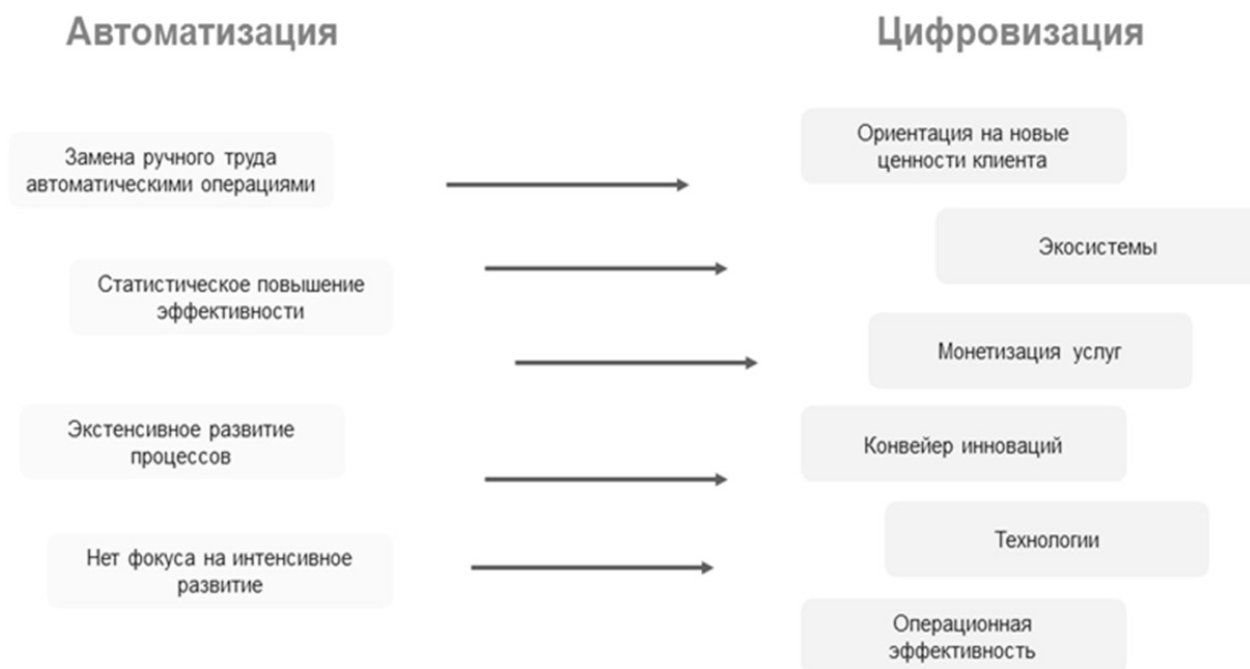 Автоматизация
Замена ручного труда
автоматическими операциями
Статистическое повышение
эффективности
Экстенсивное развитие
процессов
Нет фокуса на интенсивное
развитие
Цифровизация
Ориентация на новые
ценности клиента
Экосистемы
Монетизация услуг
Конвейер инноваций
Технологии
Операционная
эффективность